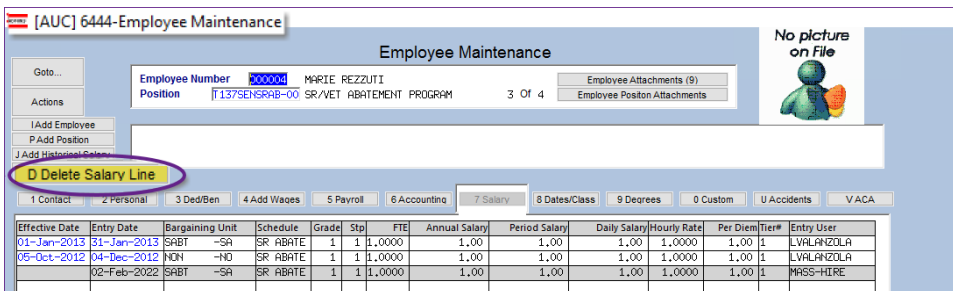 [AUC] 6444-Employee Maintenance
No picture
on File
Employee Maintenance
Goto...
Actions
Employee Number 000004 MARIE REZZUTI
Position T137SENSRAB-00 SR/VET ABATEMENT PROGRAM 3 Of 4
Employee Attachments (9)
Employee Positon Attachments
I Add Employee
P Add Position
J Add Historical Salary
D Delete Salary Line
1 Contact 2 Personal 3 Ded/Ben 4 Add Wages 5 Payroll 6 Accounting 7 Salary 8 Dates/Class 9 Degrees 0 Custom U Accidents V ACA
Effective Date Entry Date Bargaining Unit Schedule Grade Stp FTE Annual Salary Period Salary Daily Salary Hourly Rate Per Diem Tier# Entry User
01-Jan-2013 31-Jan-2013 SABT -SA SR ABATE 1 1 1.0000 1.00 1.00 1.00 1.0000 1.00 1 LVALANZOLA
05-Oct-2012 04-Dec-2012 NON -NO SR ABATE 1 1 1.0000 1.00 1.00 1.00 1.0000 1.00 1 LVALANZOLA
02-Feb-2022 SABT -SA SR ABATE 1 1 1.0000 1.00 1.00 1.00 1.0000 1.00 1 MASS-HIRE